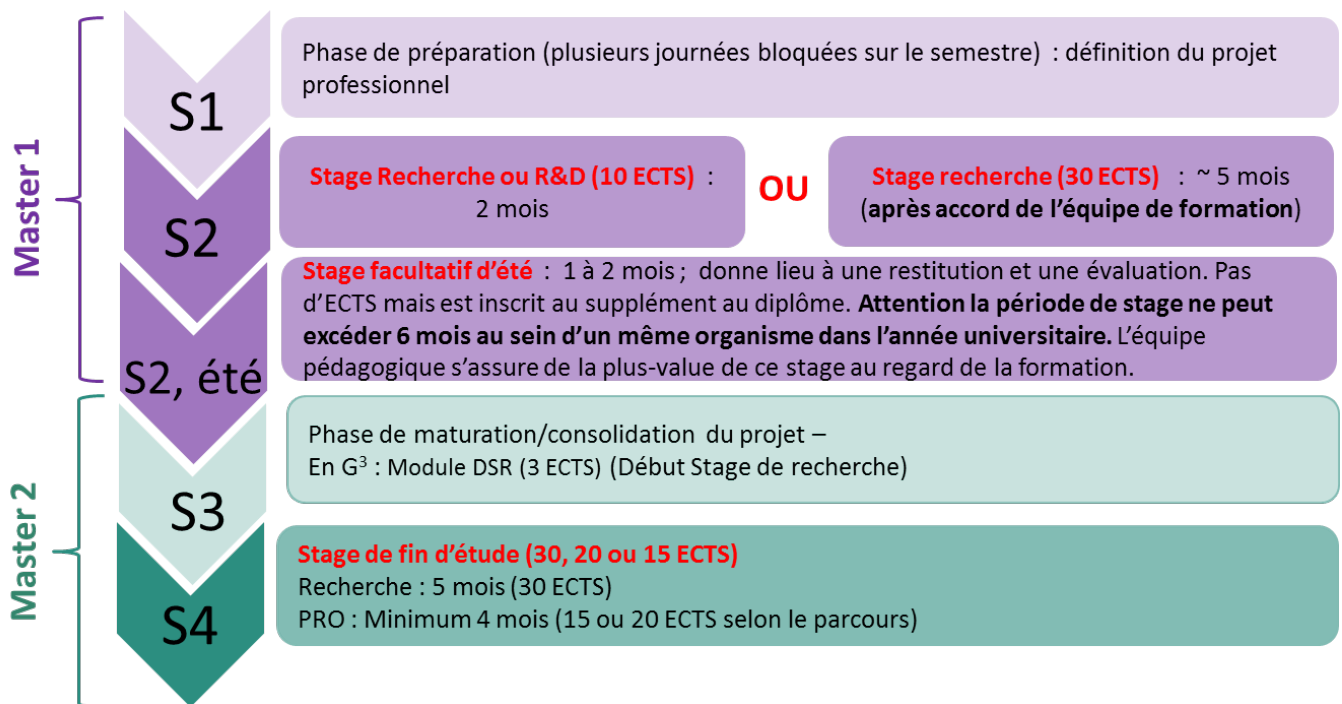 Master 1
S1
Phase de préparation (plusieurs journées bloquées sur le semestre) : définition du projet
professionnel
S2
Stage Recherche ou R&D (10 ECTS) :
2 mois
OU
Stage recherche (30 ECTS) : ~ 5 mois
(après accord de l’équipe de formation)
S2, été
Stage facultatif d’été : 1 à 2 mois ; donne lieu à une restitution et une évaluation. Pas
d’ECTS mais est inscrit au supplément au diplôme. Attention la période de stage ne peut
excéder 6 mois au sein d’un même organisme dans l’année universitaire. L’équipe
pédagogique s’assure de la plus-value de ce stage au regard de la formation.
Master 2
S3
Phase de maturation/consolidation du projet –
En G³ : Module DSR (3 ECTS) (Début Stage de recherche)
S4
Stage de fin d’étude (30, 20 ou 15 ECTS)
Recherche : 5 mois (30 ECTS)
PRO : Minimum 4 mois (15 ou 20 ECTS selon le parcours)